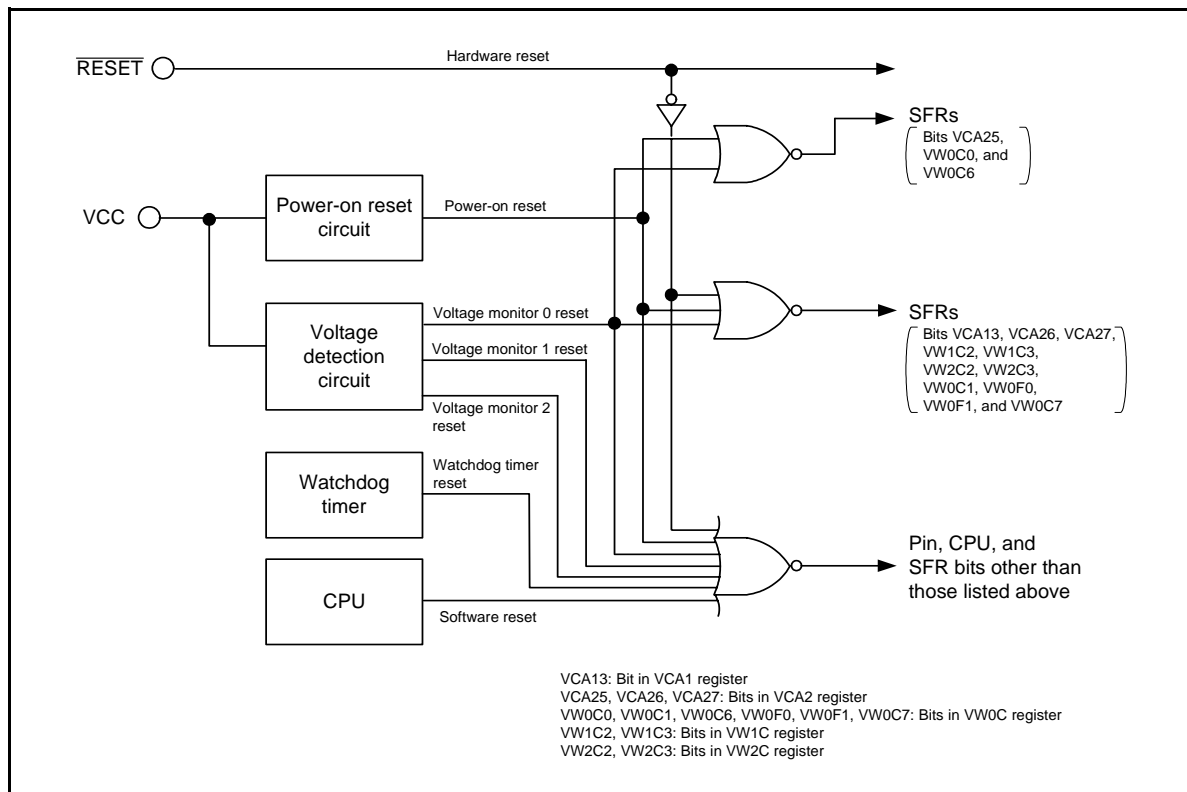 Hardware reset
RESET
SFRs
Bits VCA25,
VW0C0, and
VW0C6
VCC
Power-on reset
circuit
Power-on reset
Voltage
detection
circuit
Voltage monitor 0 reset
Voltage monitor 1 reset
Voltage monitor 2
reset
SFRs
Bits VCA13, VCA26, VCA27,
VW1C2, VW1C3,
VW2C2, VW2C3,
VW0C1, VW0F0,
VW0F1, and VW0C7
Watchdog
timer
Watchdog timer
reset
CPU
Software reset
Pin, CPU, and
SFR bits other than
those listed above
VCA13: Bit in VCA1 register
VCA25, VCA26, VCA27: Bits in VCA2 register
VW0C0, VW0C1, VW0C6, VW0F0, VW0F1, VW0C7: Bits in VW0C register
VW1C2, VW1C3: Bits in VW1C register
VW2C2, VW2C3: Bits in VW2C register